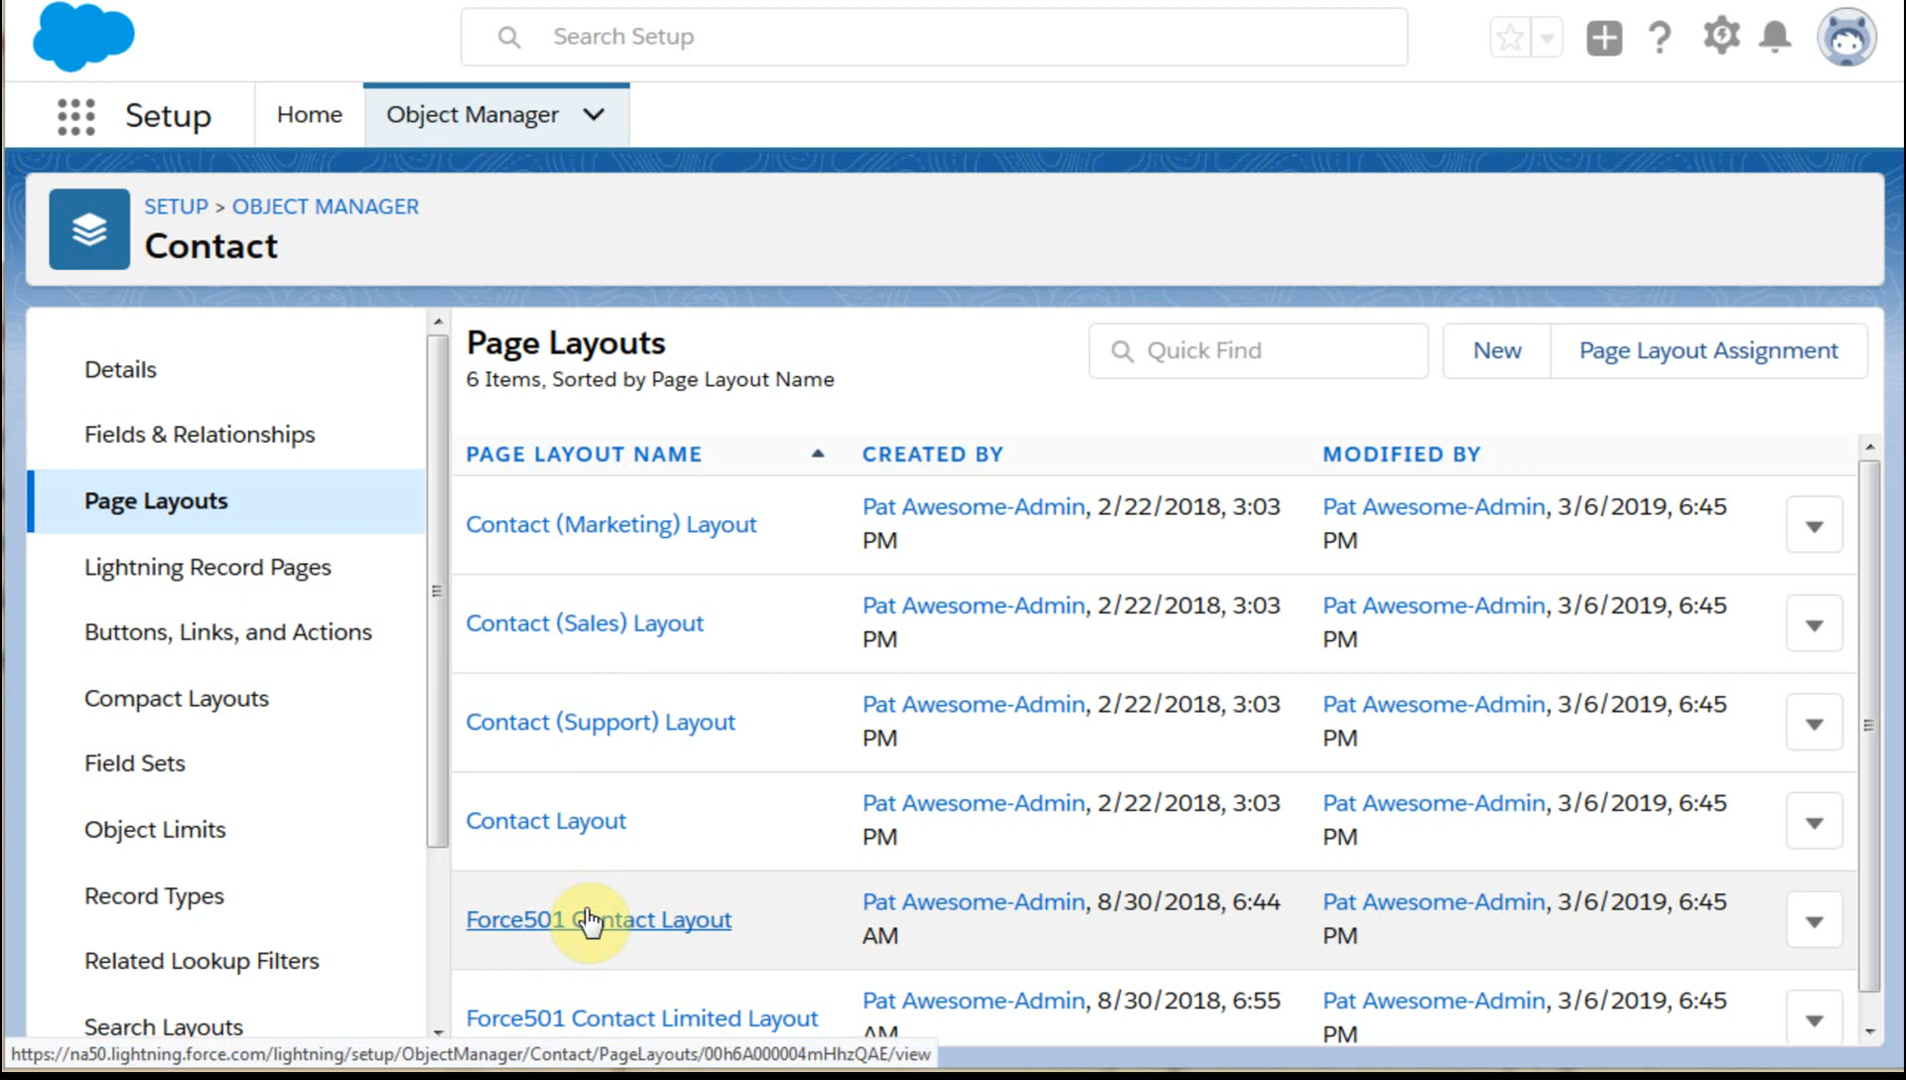 Search Setup
Setup
Home
Object Manager
SETUP > OBJECT MANAGER
Contact
Details
Fields & Relationships
Page Layouts
Lightning Record Pages
Buttons, Links, and Actions
Compact Layouts
Field Sets
Object Limits
Record Types
Related Lookup Filters
Search Layouts
Page Layouts
6 Items, Sorted by Page Layout Name
Quick Find
New
Page Layout Assignment
PAGE LAYOUT NAME
CREATED BY
MODIFIED BY
Contact (Marketing) Layout
Pat Awesome-Admin, 2/22/2018, 3:03
PM
Pat Awesome-Admin, 3/6/2019, 6:45
PM
Contact (Sales) Layout
Pat Awesome-Admin, 2/22/2018, 3:03
PM
Pat Awesome-Admin, 3/6/2019, 6:45
PM
Contact (Support) Layout
Pat Awesome-Admin, 2/22/2018, 3:03
PM
Pat Awesome-Admin, 3/6/2019, 6:45
PM
Contact Layout
Pat Awesome-Admin, 2/22/2018, 3:03
PM
Pat Awesome-Admin, 3/6/2019, 6:45
PM
Force501 Contact Layout
Pat Awesome-Admin, 8/30/2018, 6:44
AM
Pat Awesome-Admin, 3/6/2019, 6:45
PM
Force501 Contact Limited Layout
Pat Awesome-Admin, 8/30/2018, 6:55
AM
Pat Awesome-Admin, 3/6/2019, 6:45
PM
https://na50.lightning.force.com/lightning/setup/ObjectManager/Contact/PageLayouts/00h6A000004mHhzQAE/view